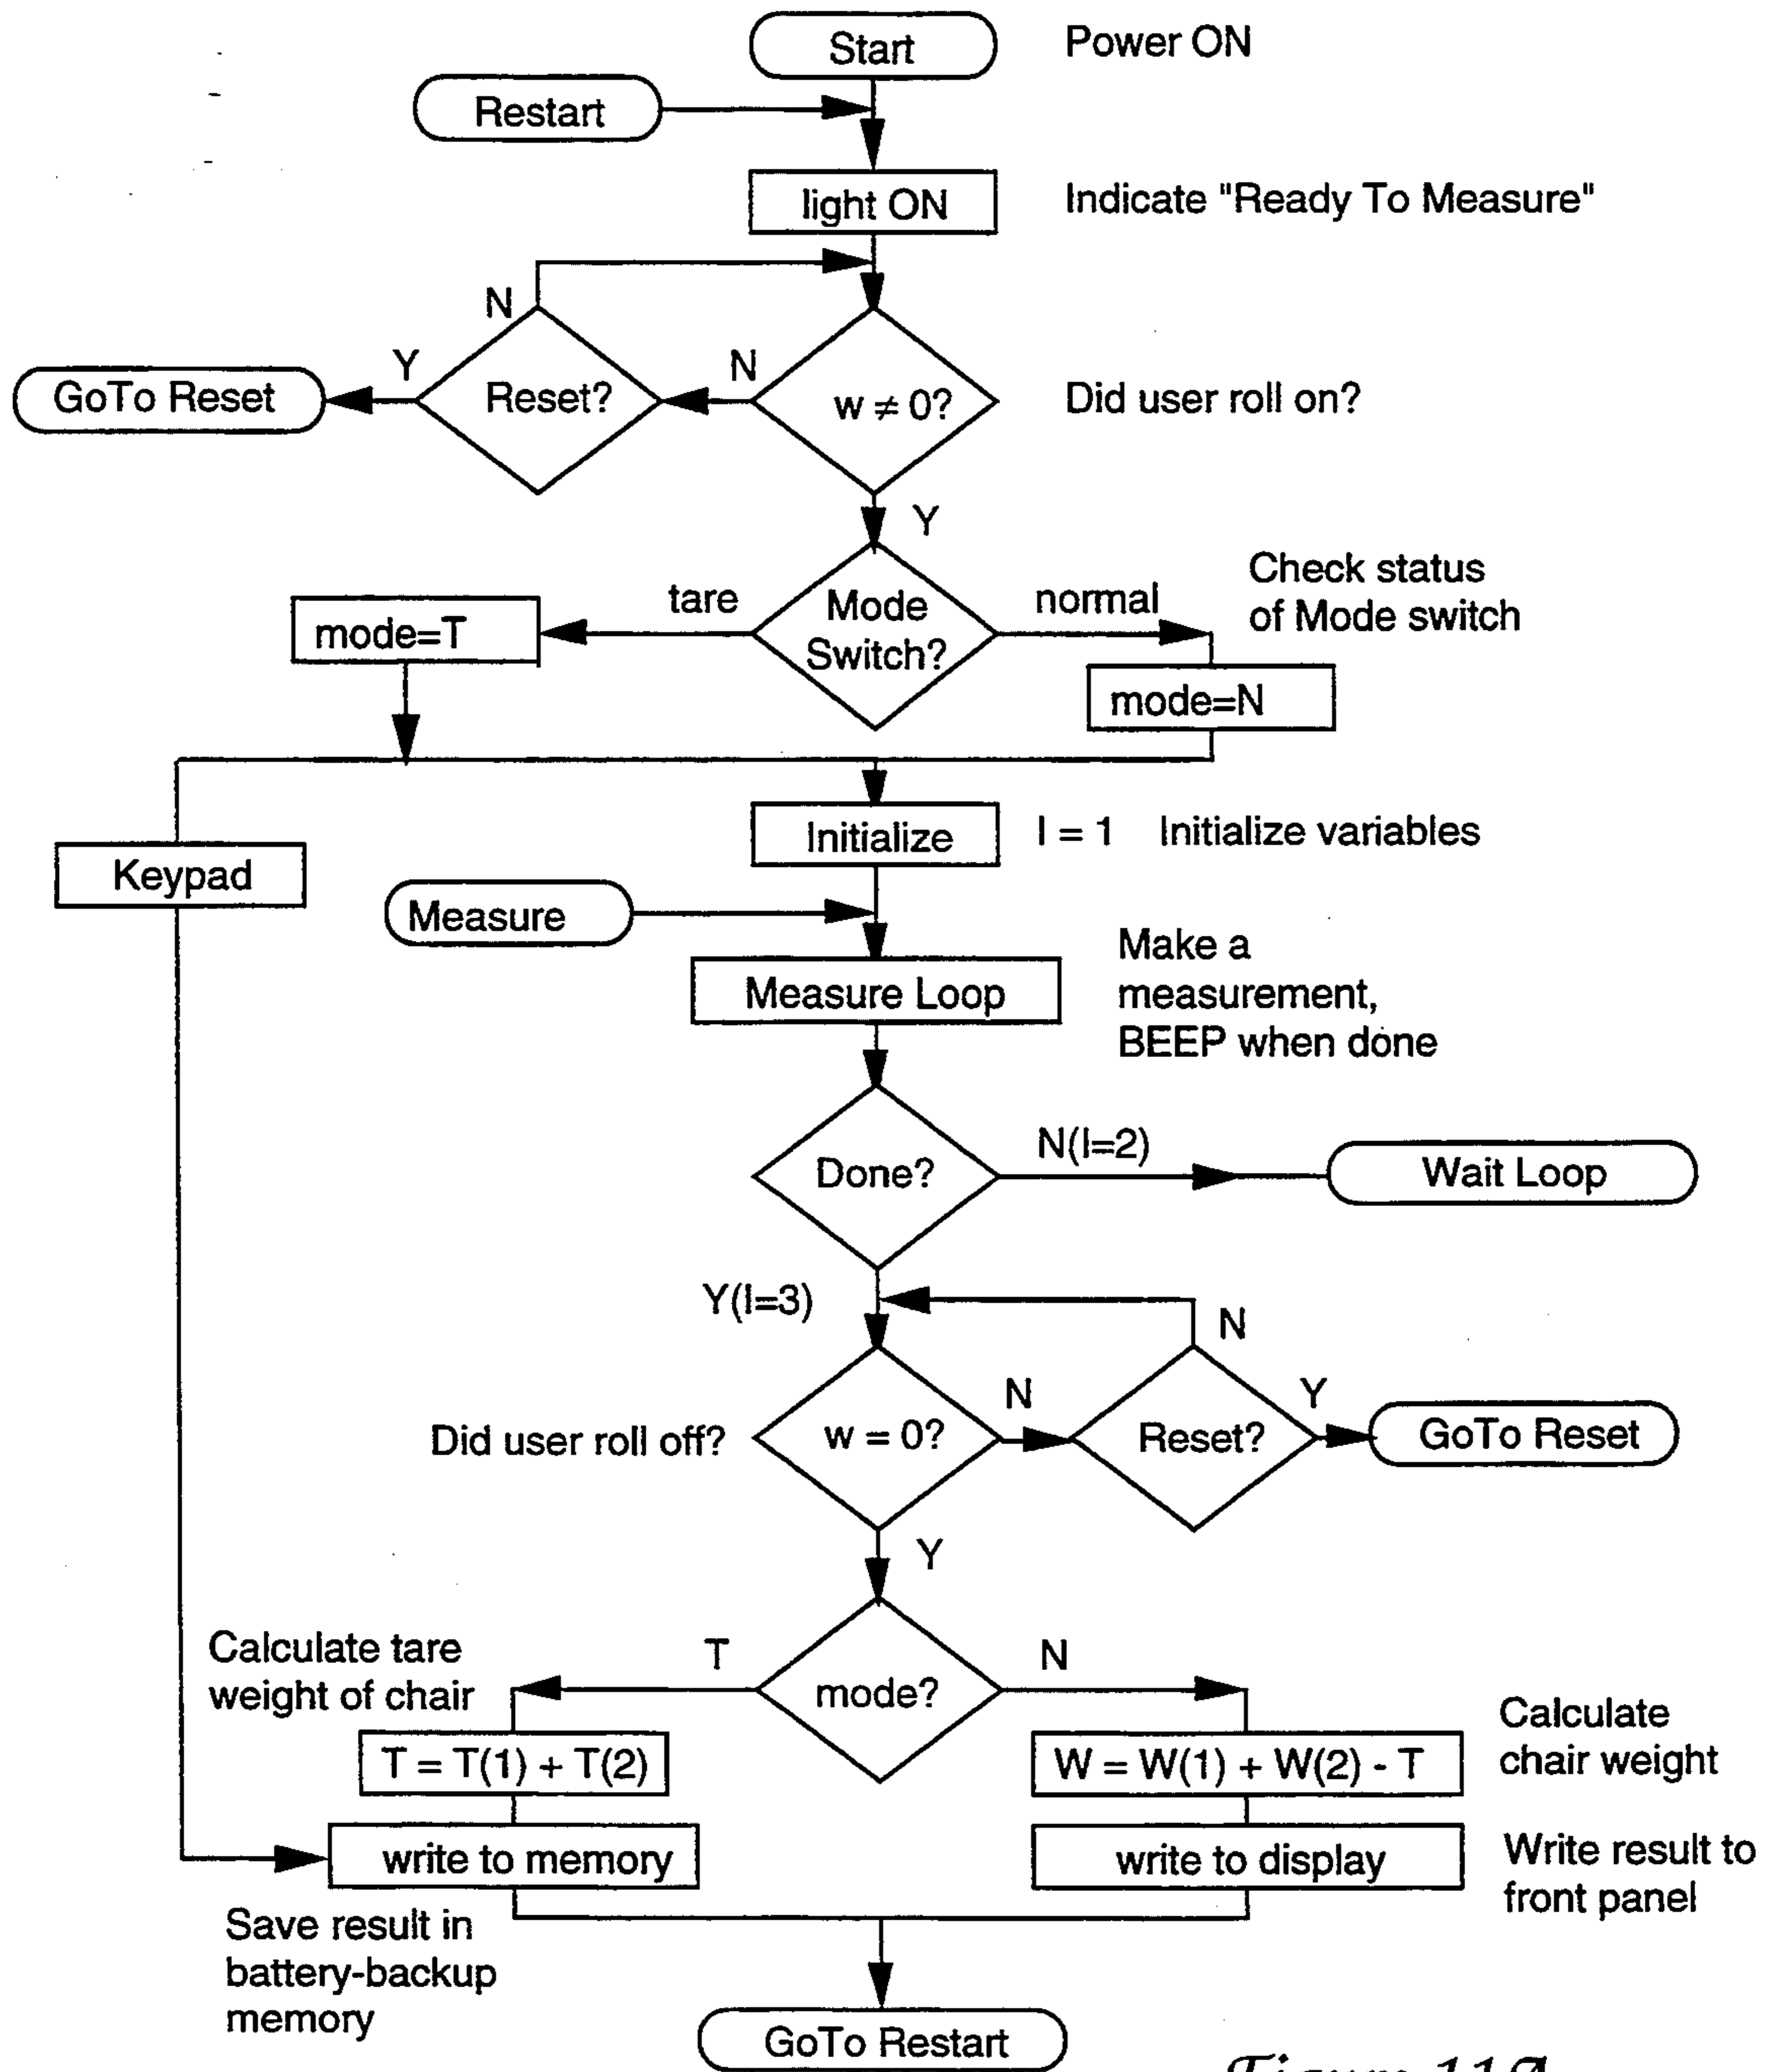 Start
Power ON
Restart
light ON
Indicate "Ready To Measure"
N
Y
GoTo Reset
Reset?
N
w ≠ 0?
Did user roll on?
Y
tare
Mode
Switch?
normal
Check status
of Mode switch
mode=T
mode=N
Initialize
I = 1 Initialize variables
Keypad
Measure
Measure Loop
Make a
measurement,
BEEP when done
Done?
N(I=2)
Wait Loop
Y(I=3)
N
Did user roll off?
w = 0?
N
Reset?
Y
GoTo Reset
Y
Calculate tare
weight of chair
T
mode?
N
T = T(1) + T(2)
W = W(1) + W(2) - T
Calculate
chair weight
write to memory
write to display
Write result to
front panel
Save result in
battery-backup
memory
GoTo Restart
Figure 11A